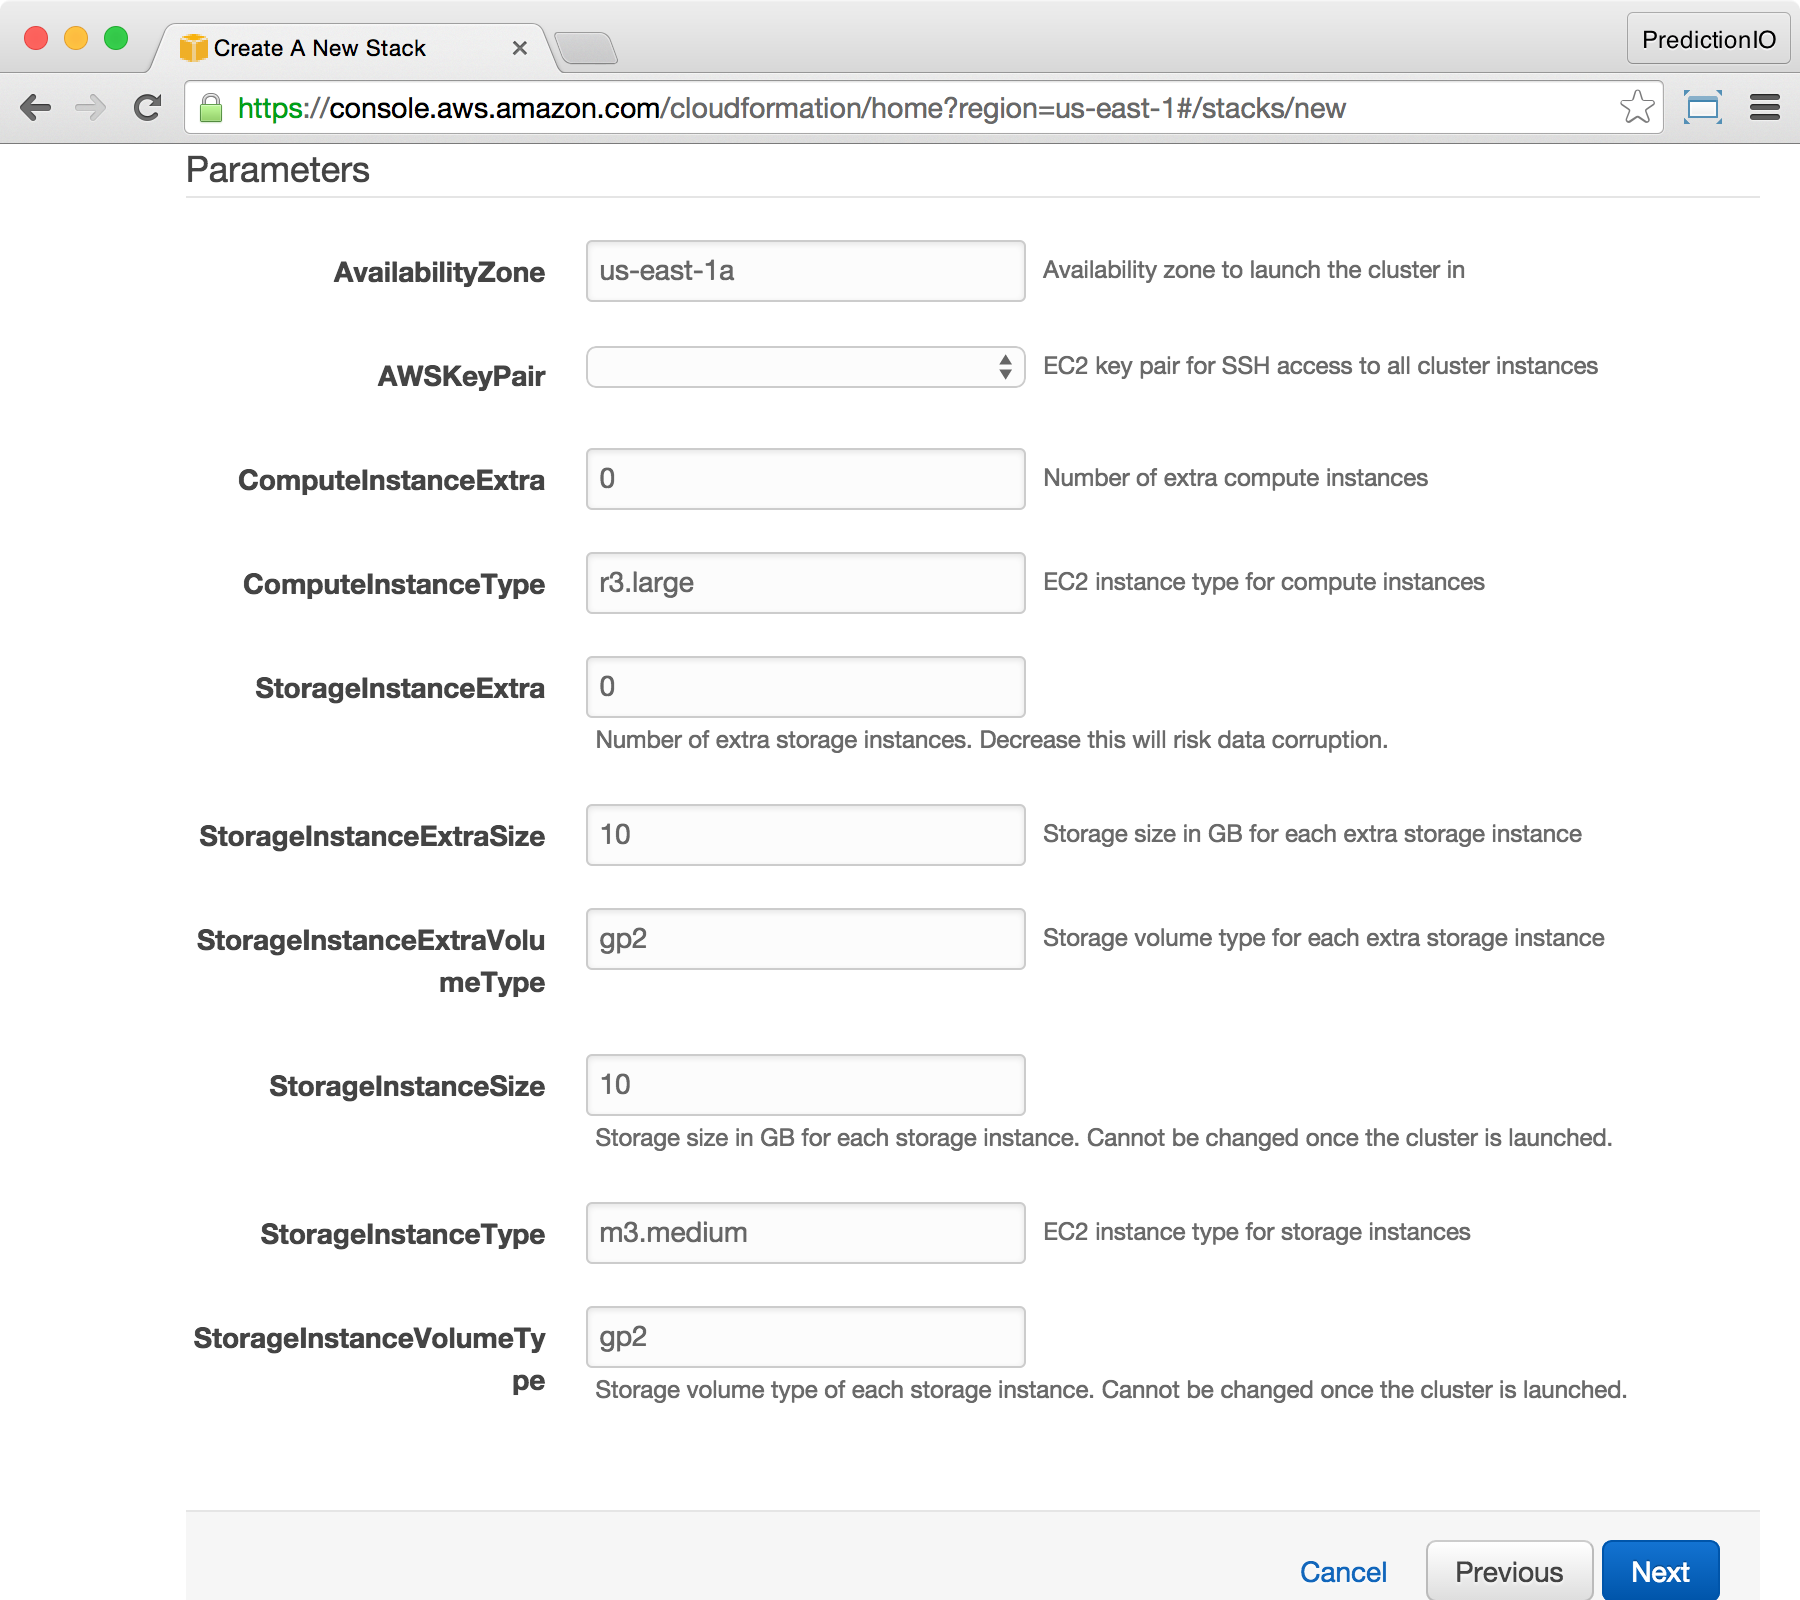 Create A New Stack
PredictionIO
https://console.aws.amazon.com/cloudformation/home?region=us-east-1#/stacks/new
Parameters
AvailabilityZone us-east-1a Availability zone to launch the cluster in
AWSKeyPair EC2 key pair for SSH access to all cluster instances
ComputeInstanceExtra 0 Number of extra compute instances
ComputeInstanceType r3.large EC2 instance type for compute instances
StorageInstanceExtra 0
Number of extra storage instances. Decrease this will risk data corruption.
StorageInstanceExtraSize 10 Storage size in GB for each extra storage instance
StorageInstanceExtraVolu gp2 Storage volume type for each extra storage instance
meType
StorageInstanceSize 10
Storage size in GB for each storage instance. Cannot be changed once the cluster is launched.
StorageInstanceType m3.medium EC2 instance type for storage instances
StorageInstanceVolumeTy gp2
pe Storage volume type of each storage instance. Cannot be changed once the cluster is launched.
Cancel Previous Next